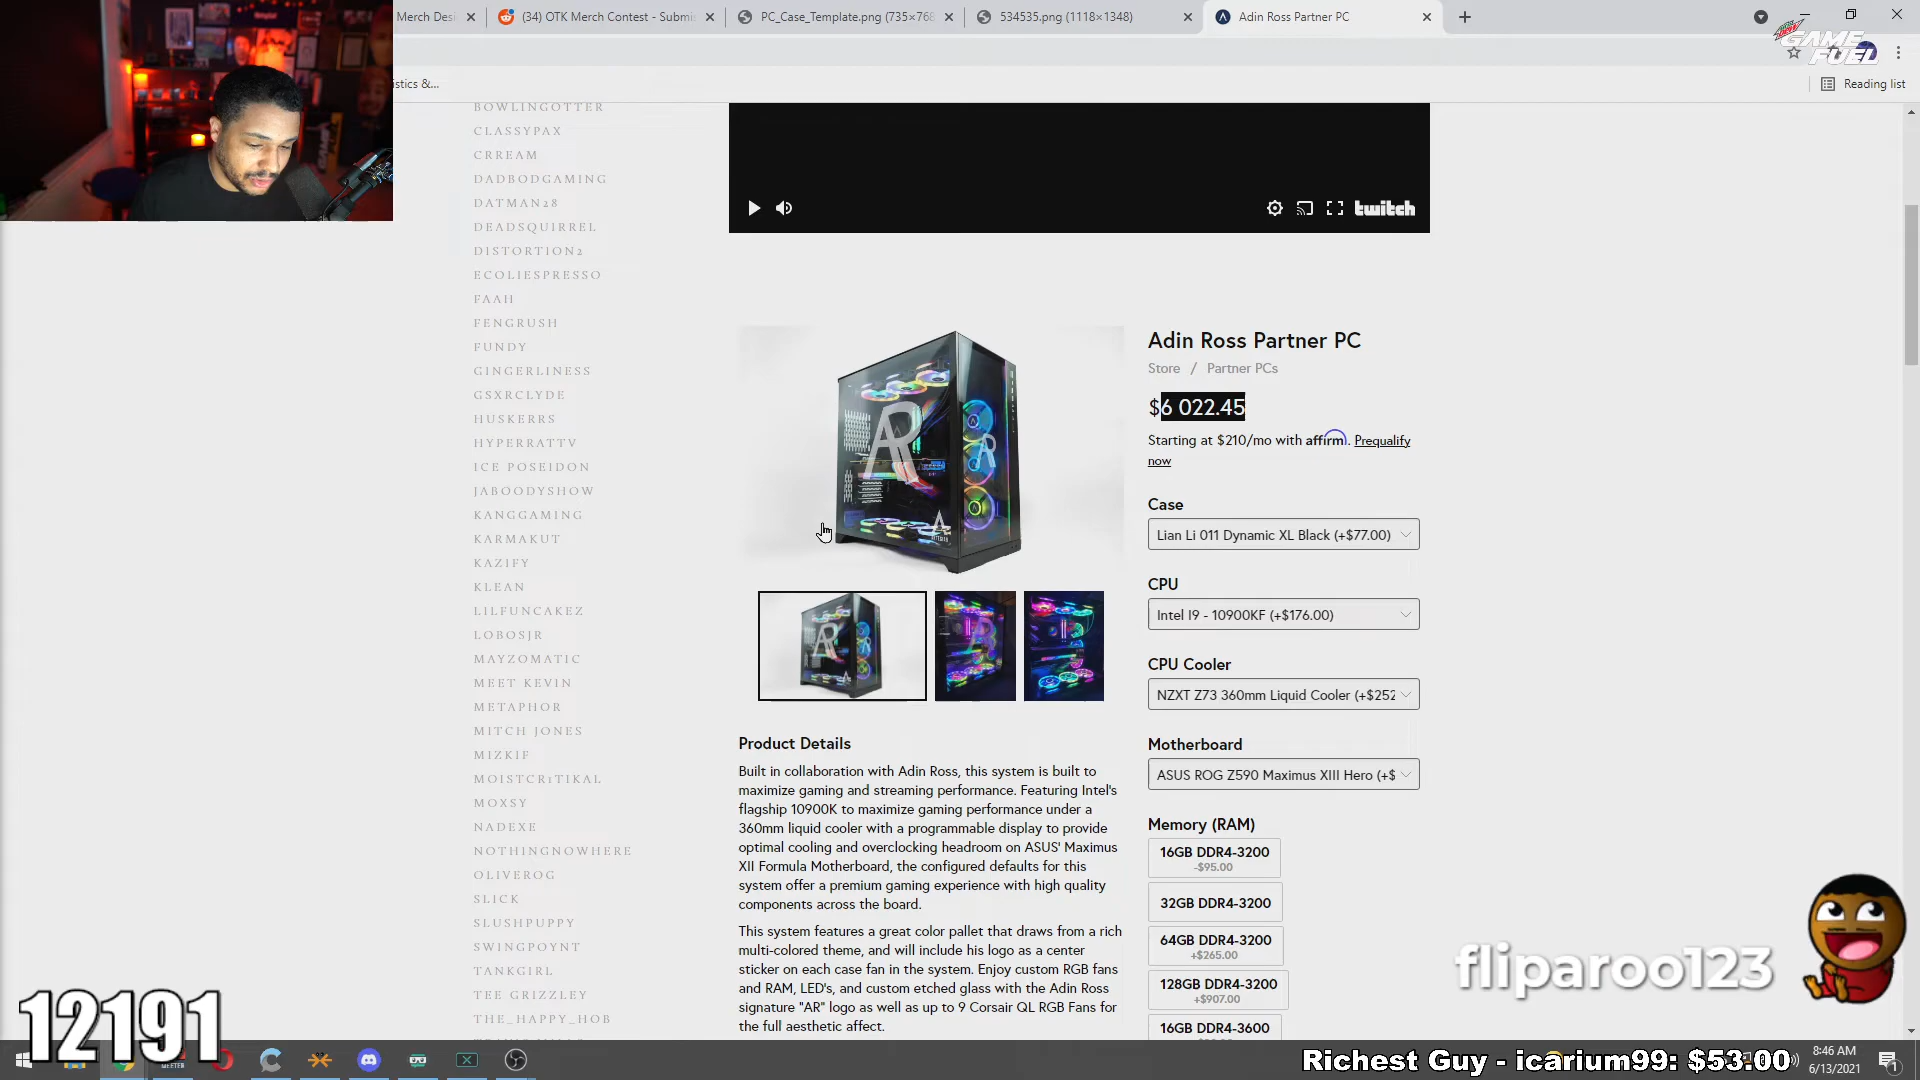 Merch Desi
(34) OTK Merch Contest - Submis
PC_Case_Template.png (735×768
534535.png (1118×1348)
Adin Ross Partner PC
GAME
FUEL
istics &...
Reading list
BOWLINGOTTER
CLASSYPAX
CRREAM
DADBODGAMING
DATMAN28
DEADSQUIRREL
DISTORTION2
ECOLIESPRESSO
FAAH
FENGRUSH
FUNDY
GINGERLINESS
GSXRCLYDE
HUSKERRS
HYPERRATTV
ICE POSEIDON
JABOODYSHOW
KANGGAMING
KARMAKUT
KAZIFY
KLEAN
LILFUNCAKEZ
LOBOSJR
MAYZOMATIC
MEET KEVIN
METAPHOR
MITCH JONES
MIZKIF
MOISTCR1TIKAL
MOXSY
NADEXE
NOTHINGNOWHERE
OLIVEROG
SLICK
SLUSHPUPPY
SWINGPOYNT
TANKGIRL
TEE GRIZZLEY
THE_HAPPY_HOB
twitch
AR
Adin Ross Partner PC
Store / Partner PCs
$6 022.45
Starting at $210/mo with affirm. Prequalify
now
Case
Lian Li 011 Dynamic XL Black (+$77.00)
CPU
Intel I9 - 10900KF (+$176.00)
CPU Cooler
NZXT Z73 360mm Liquid Cooler (+$252
Motherboard
ASUS ROG Z590 Maximus XIII Hero (+$
Memory (RAM)
16GB DDR4-3200
-$95.00
32GB DDR4-3200
64GB DDR4-3200
+$265.00
128GB DDR4-3200
+$907.00
16GB DDR4-3600
Product Details
Built in collaboration with Adin Ross, this system is built to
maximize gaming and streaming performance. Featuring Intel's
flagship 10900K to maximize gaming performance under a
360mm liquid cooler with a programmable display to provide
optimal cooling and overclocking headroom on ASUS' Maximus
XII Formula Motherboard, the configured defaults for this
system offer a premium gaming experience with high quality
components across the board.
This system features a great color pallet that draws from a rich
multi-colored theme, and will include his logo as a center
sticker on each case fan in the system. Enjoy custom RGB fans
and RAM, LED's, and custom etched glass with the Adin Ross
signature "AR" logo as well as up to 9 Corsair QL RGB Fans for
the full aesthetic affect.
fliparoo123
12191
Richest Guy - icarium99: $53.00
8:46 AM
6/13/2021